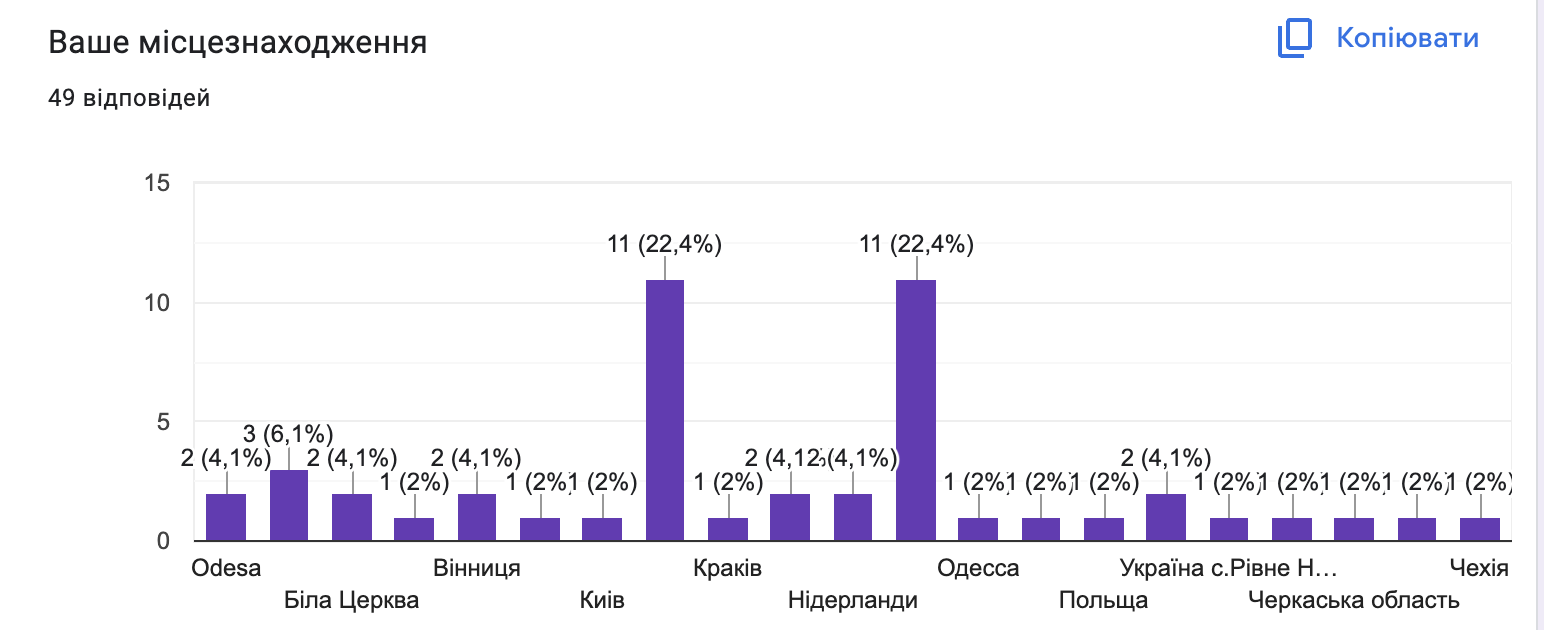 Ваше місцезнаходження
Копіювати
49 відповідей
15
10
5
0
11 (22,4%)
11 (22,4%)
3 (6,1%)
2 (4,1%)
2 (4,1%)
2 (4,1%)
2 (4,1
2 (4,1%)
2 (4,1%)
1 (2%)
1 (2%)
1 (2%)
1 (2%)
1 (2%)
1 (2%)
1 (2%)
1 (2%)
1 (2%)
1 (2%)
1 (2%)
1 (2%)
Odesa
Вінниця
Краків
Одесса
Україна с.Рівне Н…
Чехія
Біла Церква
Київ
Нідерланди
Польща
Черкаська область